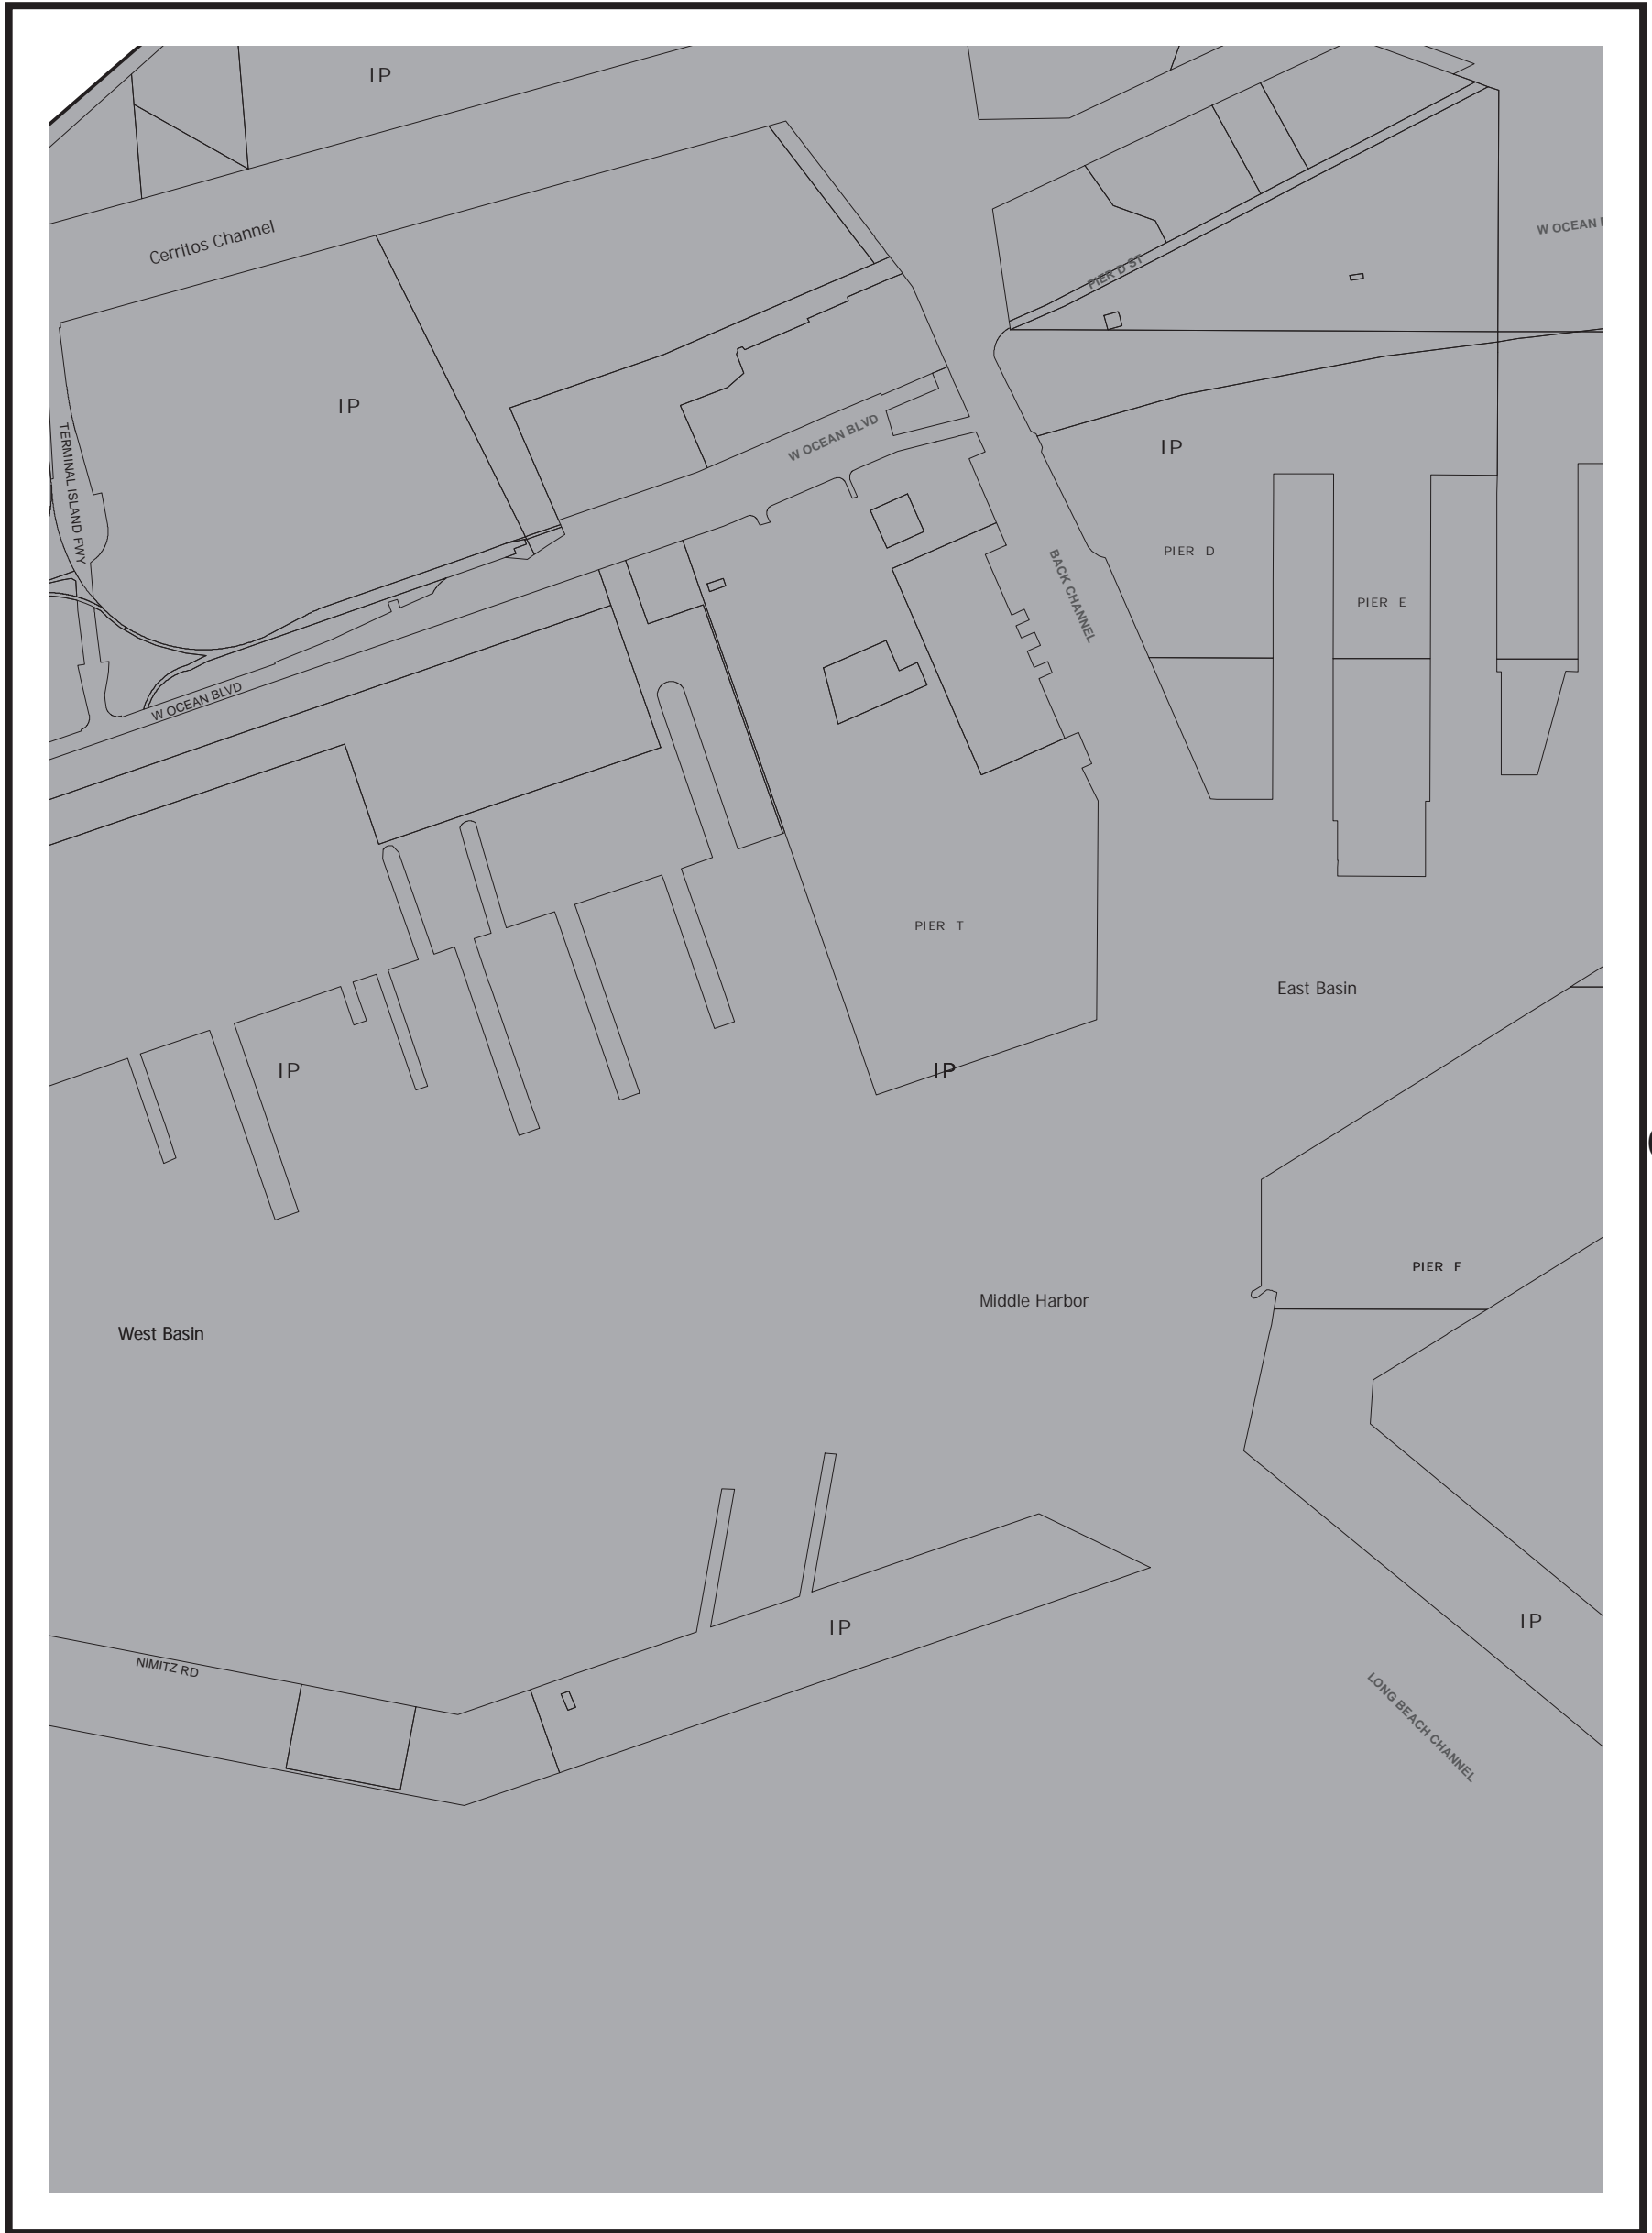 IP
W OCEAN
Cerritos Channel
PIER D ST
IP
TERMINAL ISLAND FWY
W OCEAN BLVD
IP
PIER D
BACK CHANNEL
PIER E
W OCEAN BLVD
PIER T
East Basin
IP
IP
PIER F
Middle Harbor
West Basin
IP
IP
NIMITZ RD
LONG BEACH CHANNEL